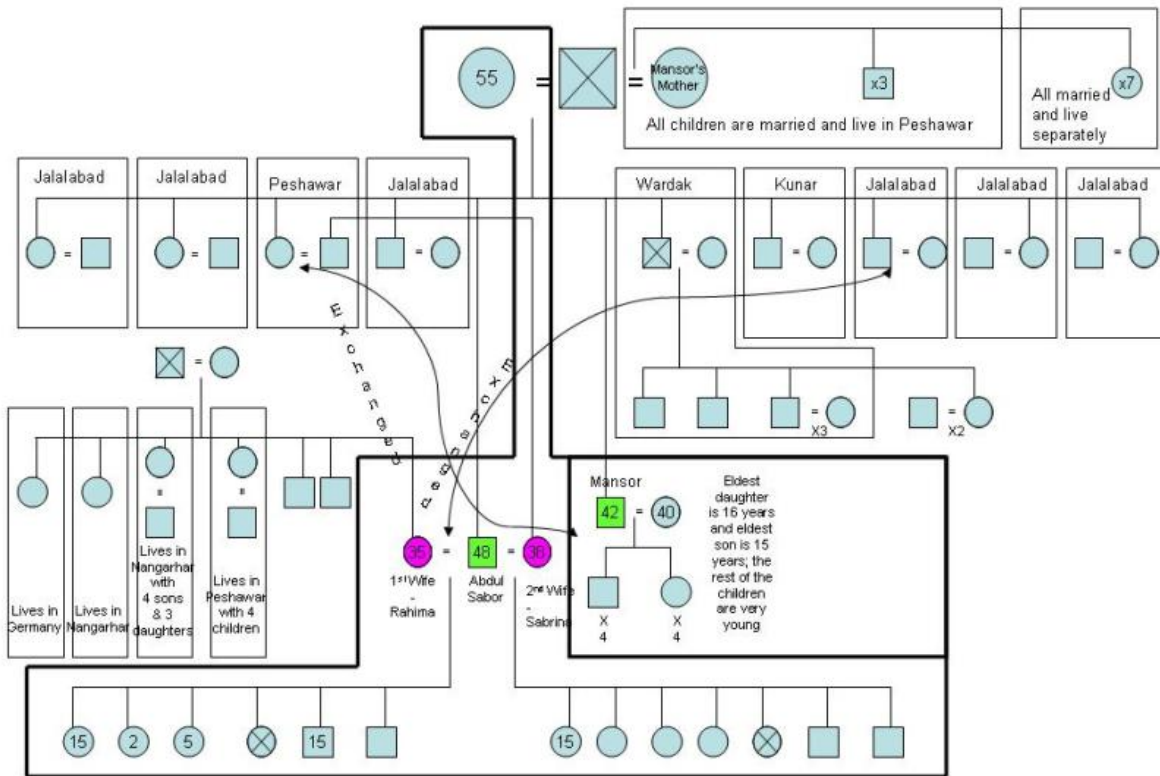 55
=
=
Mansor's
Mother
x3
x7
All children are married and live in Peshawar
All married
and live
separately
Jalalabad
Jalalabad
Peshawar
Jalalabad
Wardak
Kunar
Jalalabad
Jalalabad
Jalalabad
=
=
=
=
=
=
=
=
=
Exchanged
Exchanged
=
=
X3
=
X2
=
=
Lives in
Germany
Lives in
Nangarhar
Lives in
Nangarhar
with
4 sons
& 3
daughters
Lives in
Peshawar
with 4
children
35
=
48
=
36
1st Wife
-
Rahima
Abdul
Sabor
2nd Wife
-
Sabrina
Mansor
42
=
40
X
4
X
4
Eldest
daughter
is 16 years
and eldest
son is 15
years; the
rest of the
children
are very
young
15
2
5
15
15